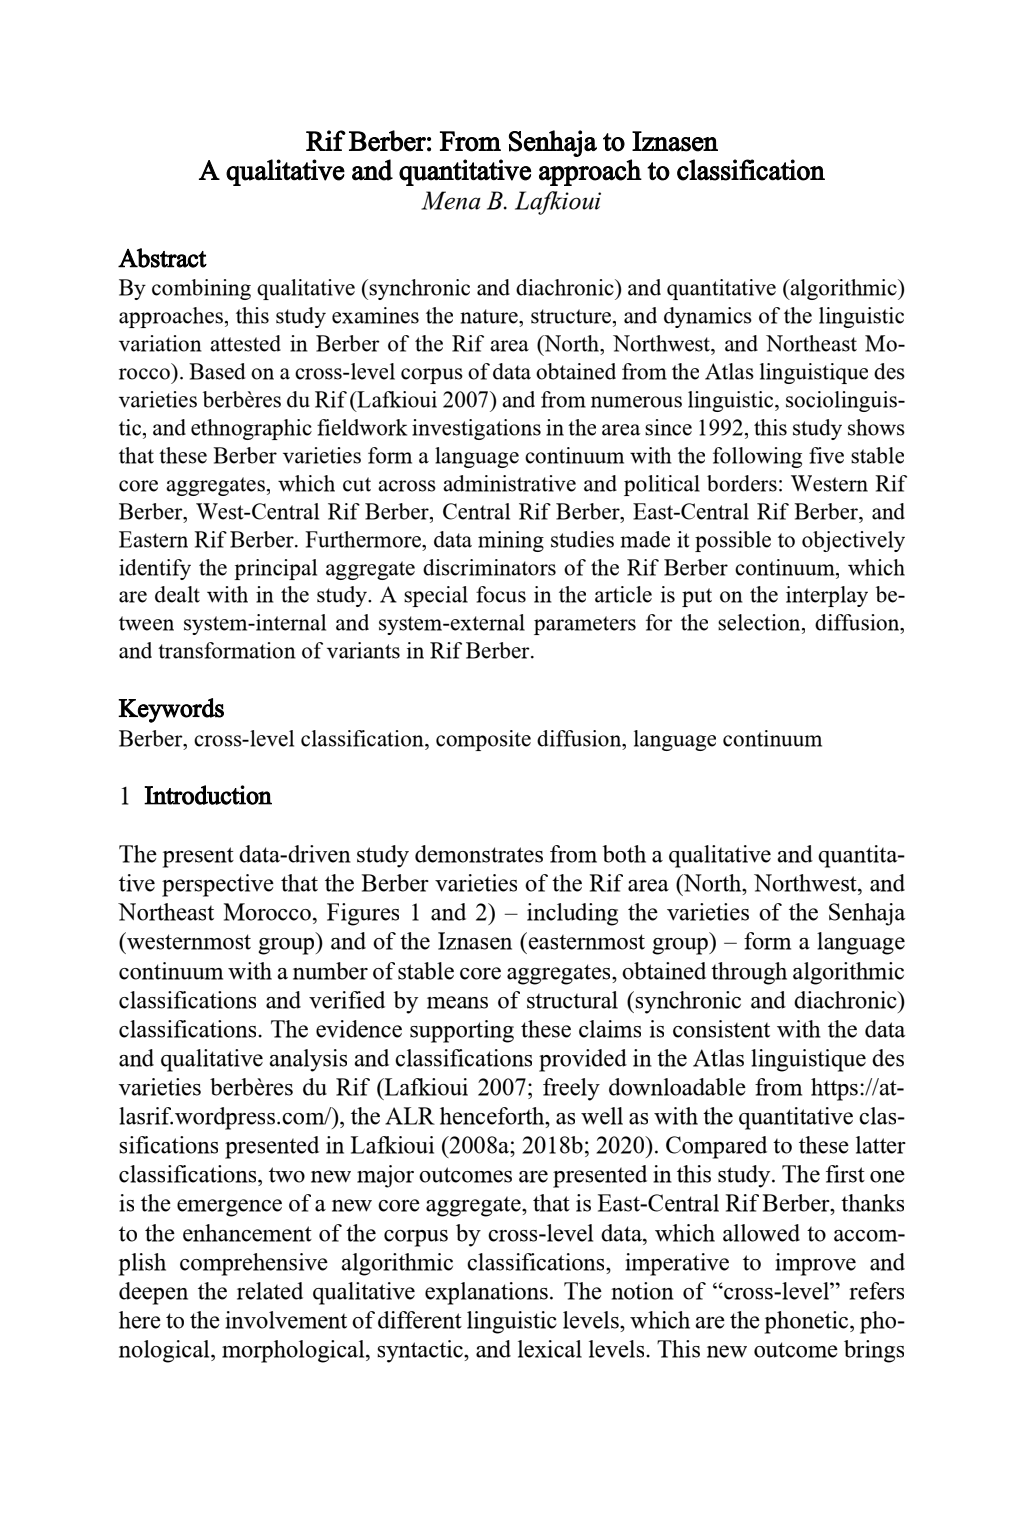 Rif Berber: From Senhaja to Iznasen
A qualitative and quantitative approach to classification
Mena B. Lafkioui
Abstract
By combining qualitative (synchronic and diachronic) and quantitative (algorithmic)
approaches, this study examines the nature, structure, and dynamics of the linguistic
variation attested in Berber of the Rif area (North, Northwest, and Northeast Mo-
rocco). Based on a cross-level corpus of data obtained from the Atlas linguistique des
varieties berbères du Rif (Lafkioui 2007) and from numerous linguistic, sociolinguis-
tic, and ethnographic fieldwork investigations in the area since 1992, this study shows
that these Berber varieties form a language continuum with the following five stable
core aggregates, which cut across administrative and political borders: Western Rif
Berber, West-Central Rif Berber, Central Rif Berber, East-Central Rif Berber, and
Eastern Rif Berber. Furthermore, data mining studies made it possible to objectively
identify the principal aggregate discriminators of the Rif Berber continuum, which
are dealt with in the study. A special focus in the article is put on the interplay be-
tween system-internal and system-external parameters for the selection, diffusion,
and transformation of variants in Rif Berber.
Keywords
Berber, cross-level classification, composite diffusion, language continuum
1 Introduction
The present data-driven study demonstrates from both a qualitative and quantita-
tive perspective that the Berber varieties of the Rif area (North, Northwest, and
Northeast Morocco, Figures 1 and 2) – including the varieties of the Senhaja
(westernmost group) and of the Iznasen (easternmost group) – form a language
continuum with a number of stable core aggregates, obtained through algorithmic
classifications and verified by means of structural (synchronic and diachronic)
classifications. The evidence supporting these claims is consistent with the data
and qualitative analysis and classifications provided in the Atlas linguistique des
varieties berbères du Rif (Lafkioui 2007; freely downloadable from https://at-
lasrif.wordpress.com/), the ALR henceforth, as well as with the quantitative clas-
sifications presented in Lafkioui (2008a; 2018b; 2020). Compared to these latter
classifications, two new major outcomes are presented in this study. The first one
is the emergence of a new core aggregate, that is East-Central Rif Berber, thanks
to the enhancement of the corpus by cross-level data, which allowed to accom-
plish comprehensive algorithmic classifications, imperative to improve and
deepen the related qualitative explanations. The notion of “cross-level” refers
here to the involvement of different linguistic levels, which are the phonetic, pho-
nological, morphological, syntactic, and lexical levels. This new outcome brings